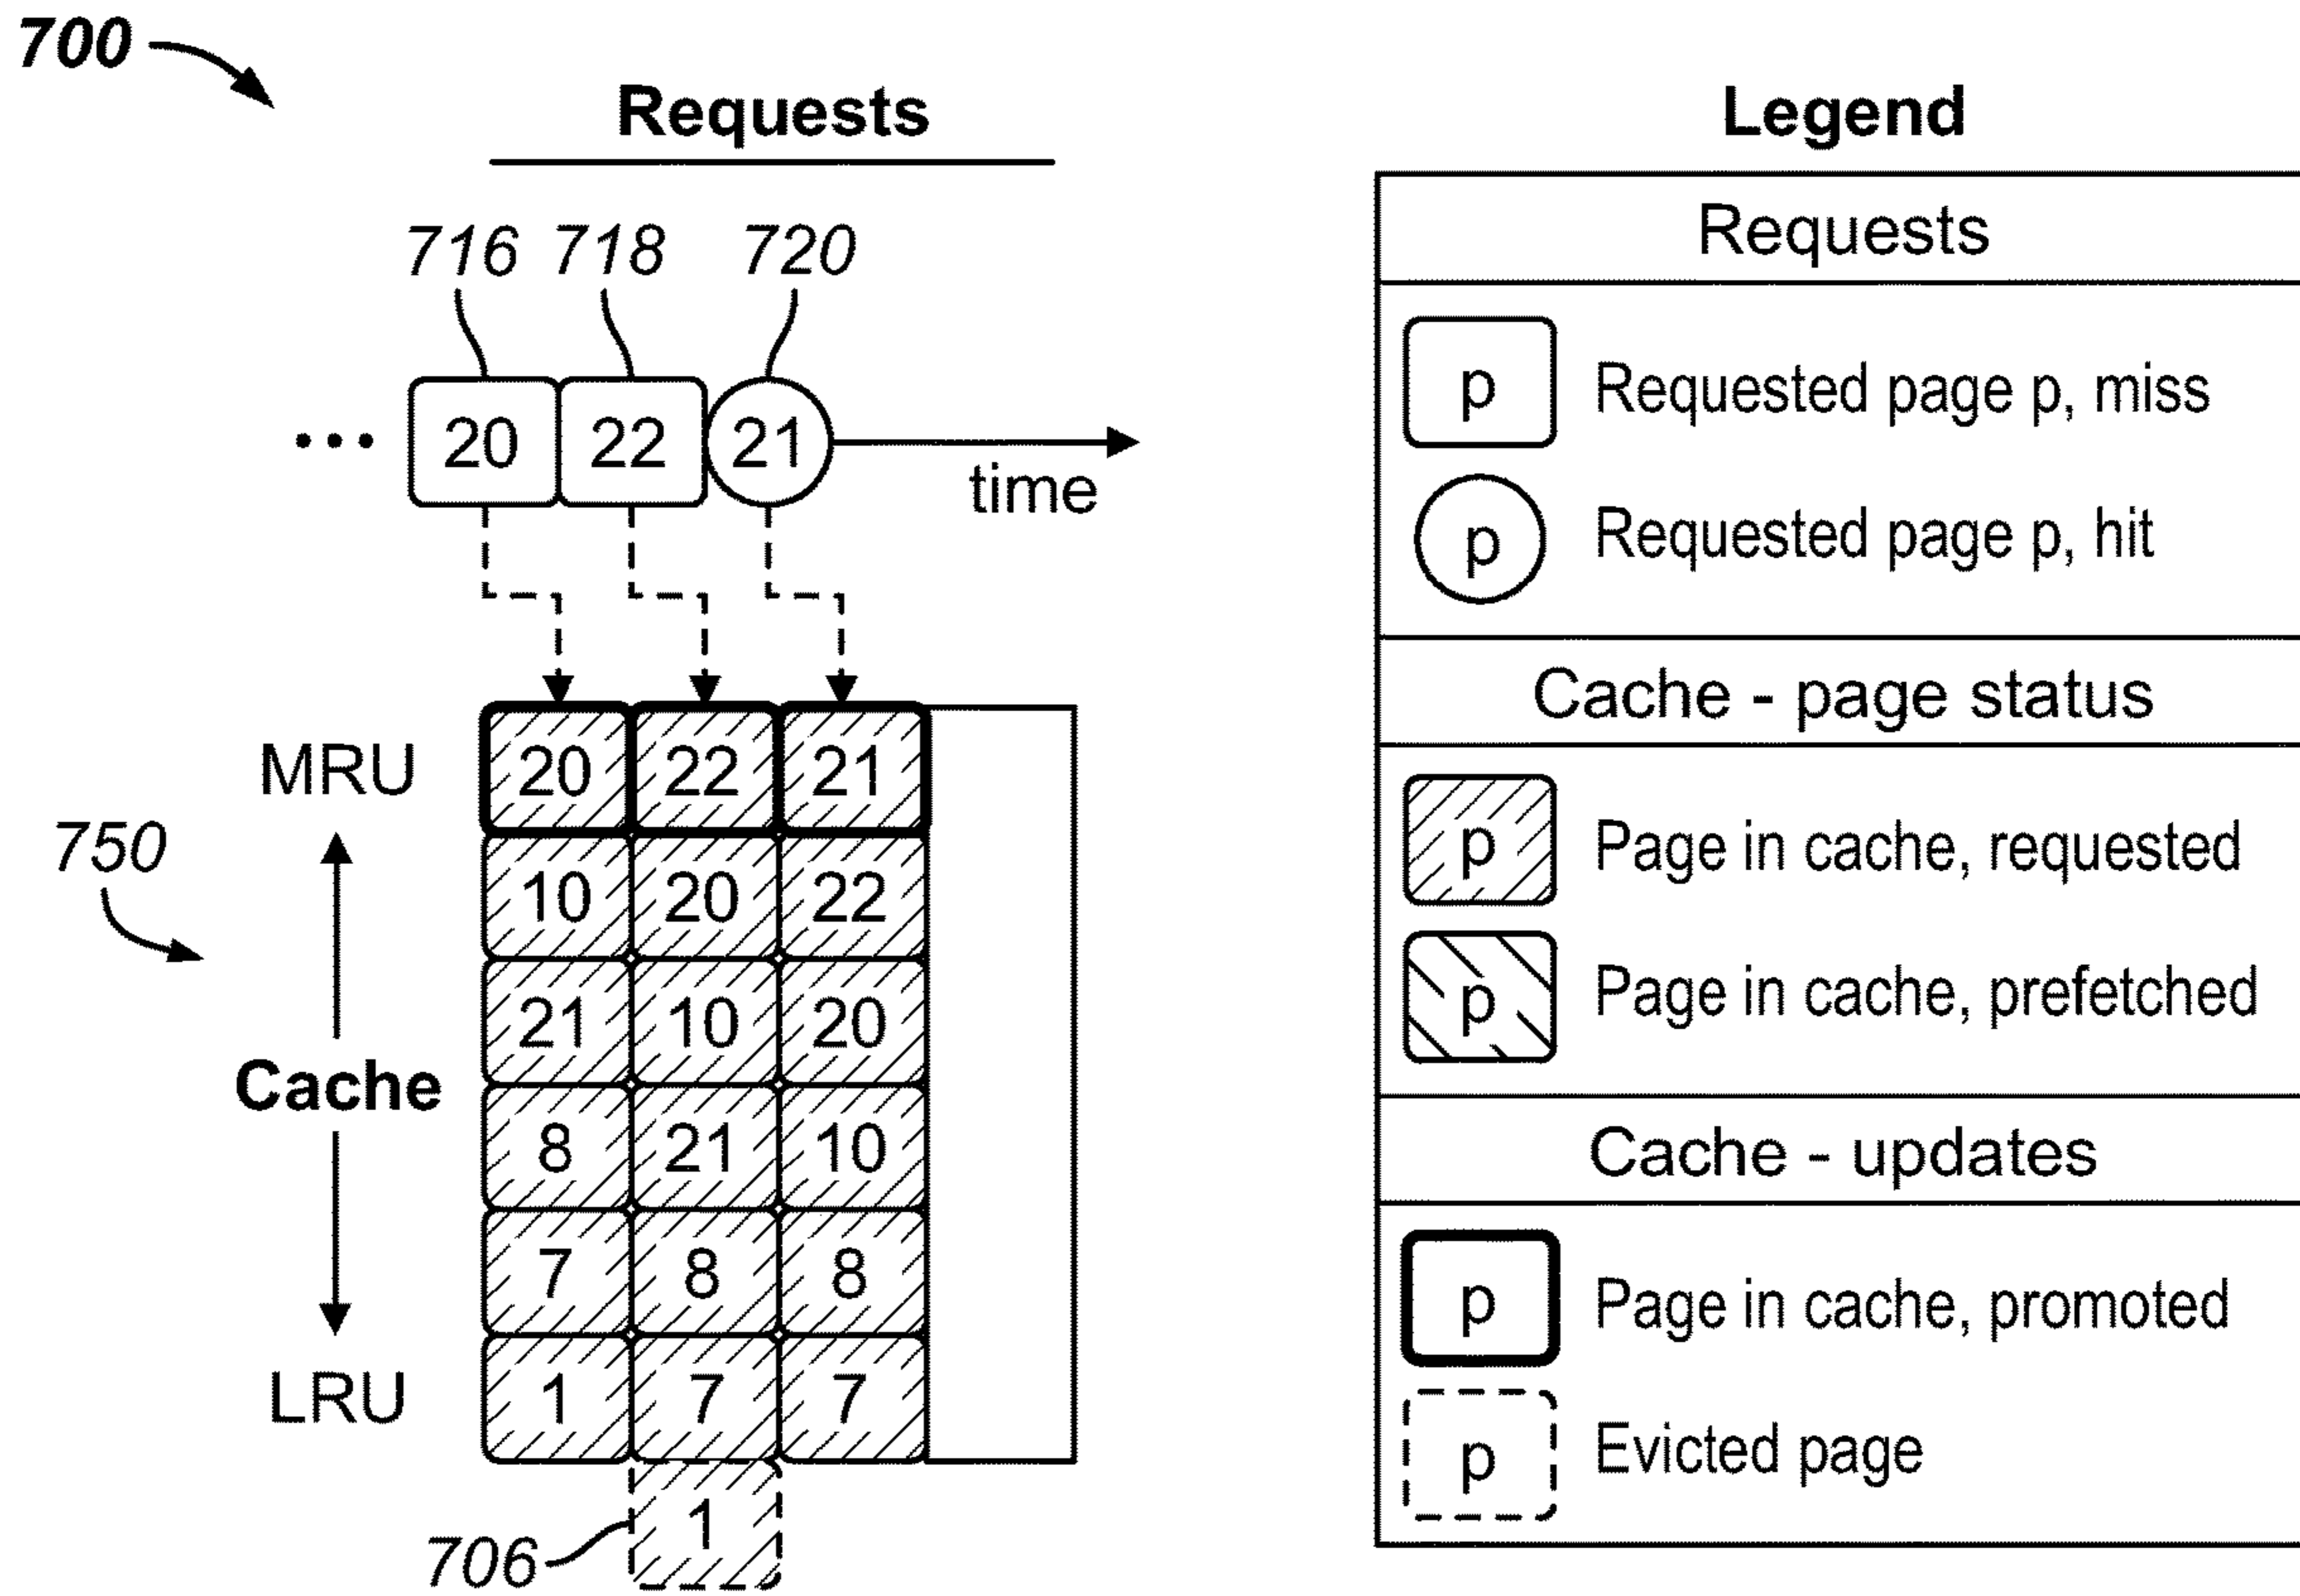 700
Requests
716 718 720
... 20 22 21
time
MRU 20 22 21
750
10 20 22
21 10 20
Cache
8 21 10
7 8 8
LRU 1 7 7
706 1
Legend
Requests
p Requested page p, miss
p Requested page p, hit
Cache - page status
p Page in cache, requested
p Page in cache, prefetched
Cache - updates
p Page in cache, promoted
p Evicted page